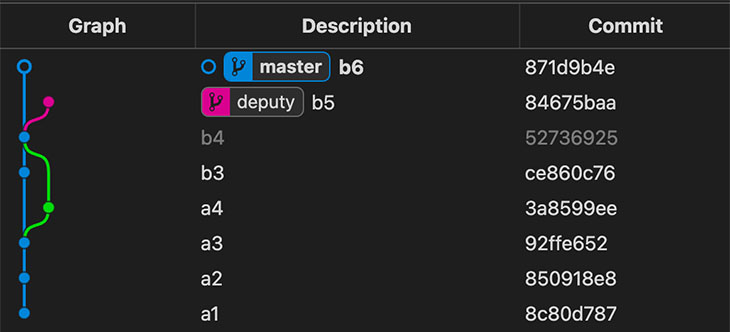 Graph Description Commit
master b6 871d9b4e
deputy b5 84675baa
b4 52736925
b3 ce860c76
a4 3a8599ee
a3 92ffe652
a2 850918e8
a1 8c80d787